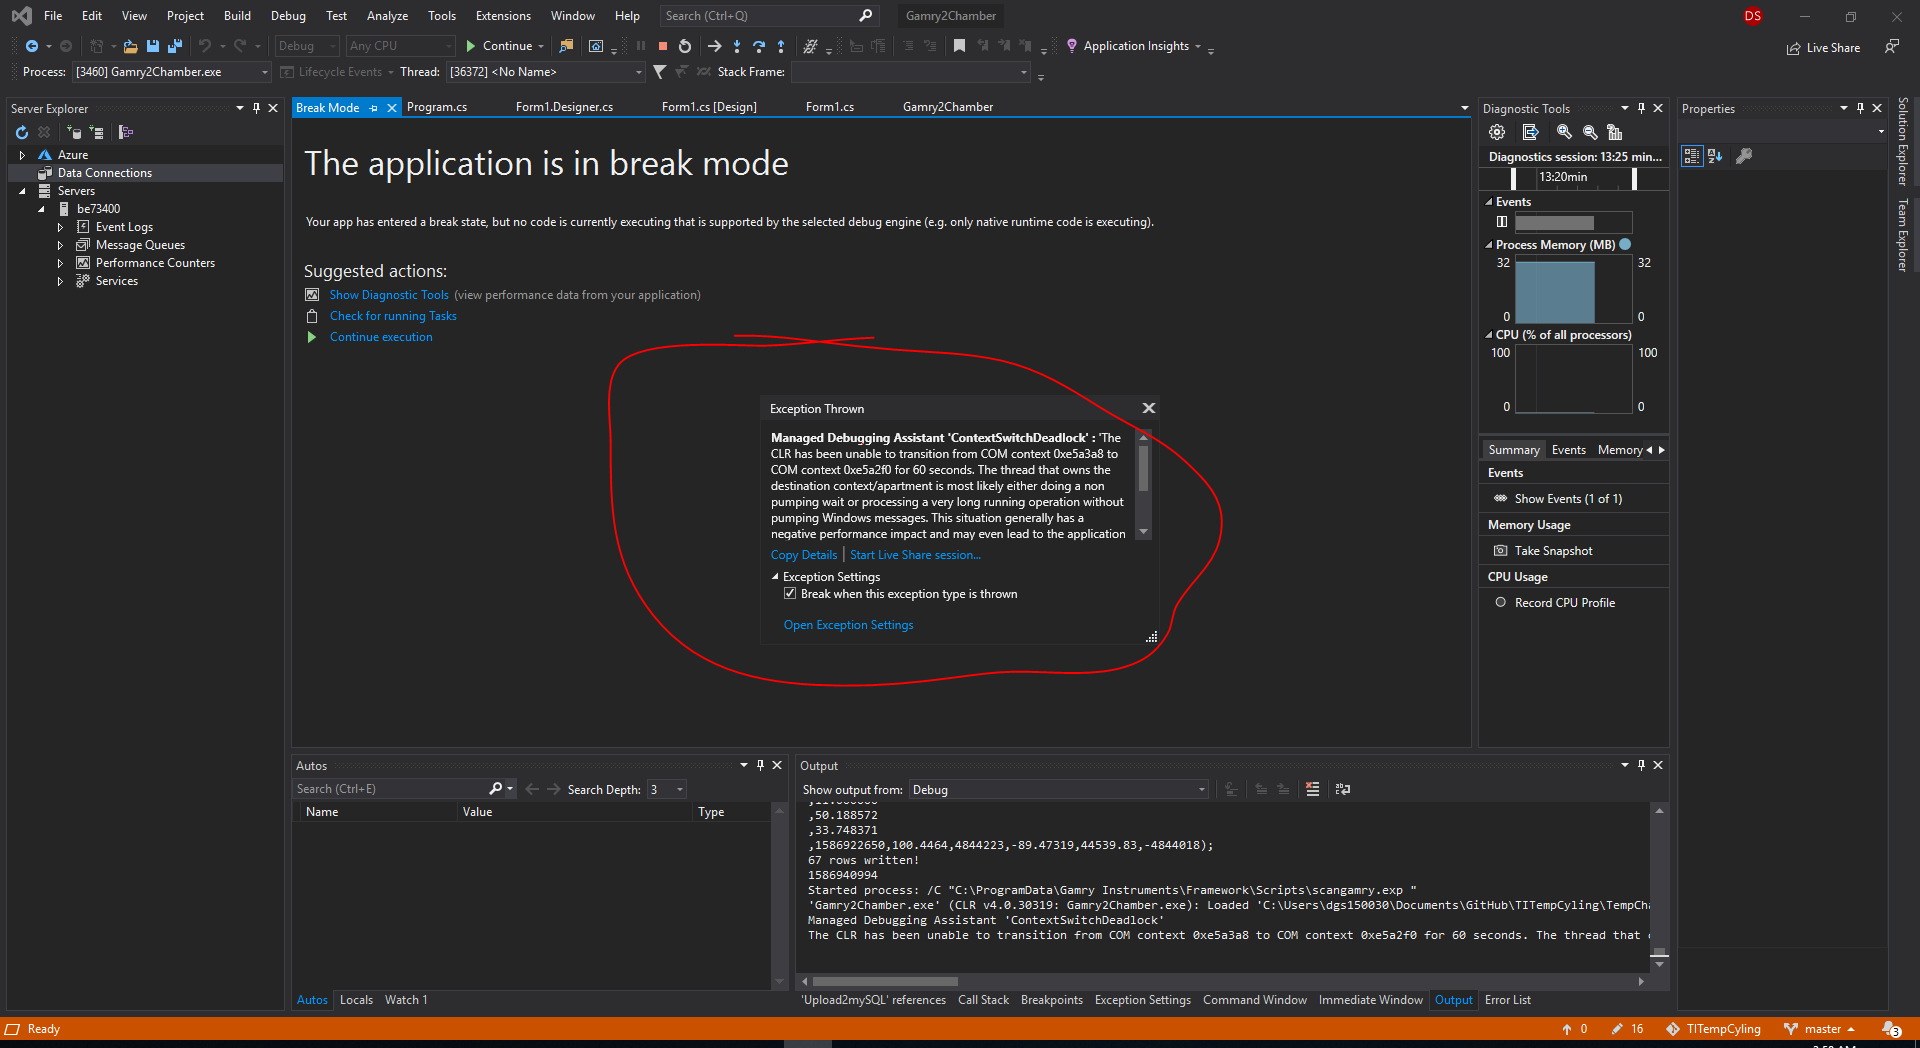 File Edit View Project Build Debug Test Analyze Tools Extensions Window Help Search (Ctrl+Q) Gamry2Chamber DS
Debug Any CPU Continue Application Insights Live Share
Process: [3460] Gamry2Chamber.exe Lifecycle Events Thread: [36372] <No Name> Stack Frame:
Server Explorer
Azure
Data Connections
Servers
be73400
Event Logs
Message Queues
Performance Counters
Services
Break Mode Program.cs Form1.Designer.cs Form1.cs [Design] Form1.cs Gamry2Chamber
The application is in break mode
Your app has entered a break state, but no code is currently executing that is supported by the selected debug engine (e.g. only native runtime code is executing).
Suggested actions:
Show Diagnostic Tools (view performance data from your application)
Check for running Tasks
Continue execution
Exception Thrown
Managed Debugging Assistant 'ContextSwitchDeadlock' : 'The
CLR has been unable to transition from COM context 0xe5a3a8 to
COM context 0xe5a2f0 for 60 seconds. The thread that owns the
destination context/apartment is most likely either doing a non
pumping wait or processing a very long running operation without
pumping Windows messages. This situation generally has a
negative performance impact and may even lead to the application
Copy Details | Start Live Share session...
Exception Settings
Break when this exception type is thrown
Open Exception Settings
Diagnostic Tools
Diagnostics session: 13:25 min...
13:20min
Events
Process Memory (MB)
32 32
0 0
CPU (% of all processors)
100 100
0 0
Summary Events Memory
Events
Show Events (1 of 1)
Memory Usage
Take Snapshot
CPU Usage
Record CPU Profile
Properties
Solution Explorer
Team Explorer
Autos
Search (Ctrl+E) Search Depth: 3
Name Value Type
Autos Locals Watch 1
Output
Show output from: Debug
,50.188572
,33.748371
,1586922650,100.4464,4844223,-89.47319,44539.83,-4844018);
67 rows written!
1586940994
Started process: /C "C:\ProgramData\Gamry Instruments\Framework\Scripts\scangamry.exp "
'Gamry2Chamber.exe' (CLR v4.0.30319: Gamry2Chamber.exe): Loaded 'C:\Users\dgs150030\Documents\GitHub\TITempCyling\TempCha
Managed Debugging Assistant 'ContextSwitchDeadlock'
The CLR has been unable to transition from COM context 0xe5a3a8 to COM context 0xe5a2f0 for 60 seconds. The thread that
'Upload2mySQL' references Call Stack Breakpoints Exception Settings Command Window Immediate Window Output Error List
Ready 0 16 TITempCyling master 3